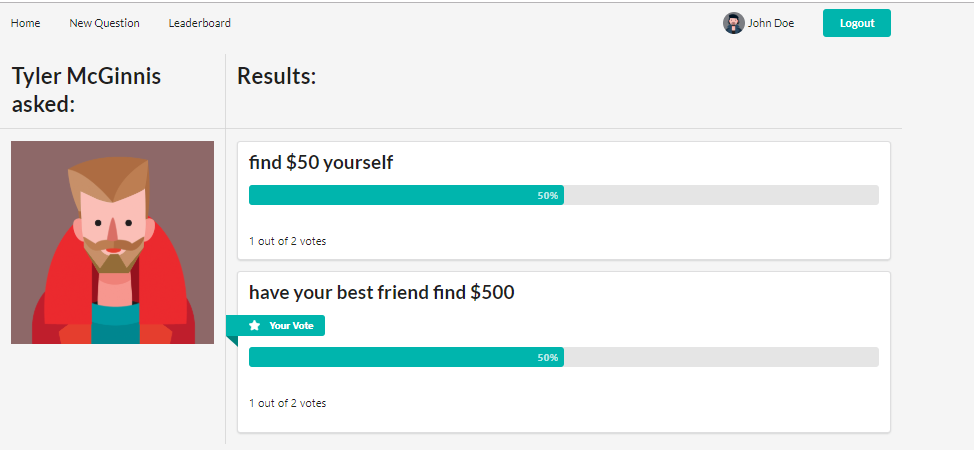 Home New Question Leaderboard John Doe Logout
Tyler McGinnis
asked:
Results:
find $50 yourself
50%
1 out of 2 votes
have your best friend find $500
Your Vote
50%
1 out of 2 votes